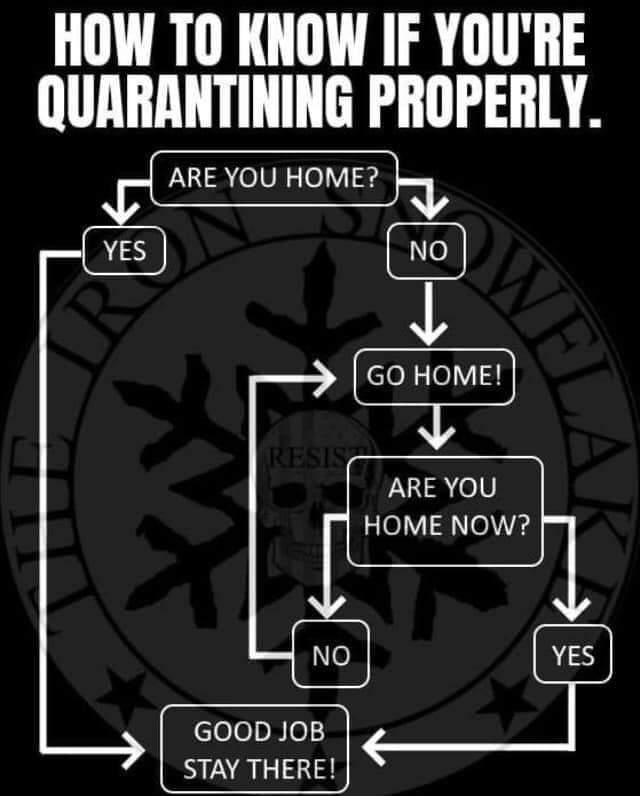 HOW TO KNOW IF YOU'RE
QUARANTINING PROPERLY.
ARE YOU HOME?
YES
NO
GO HOME!
ARE YOU
HOME NOW?
NO
YES
GOOD JOB
STAY THERE!
THE IRON SNOWFLAKE
RESIST